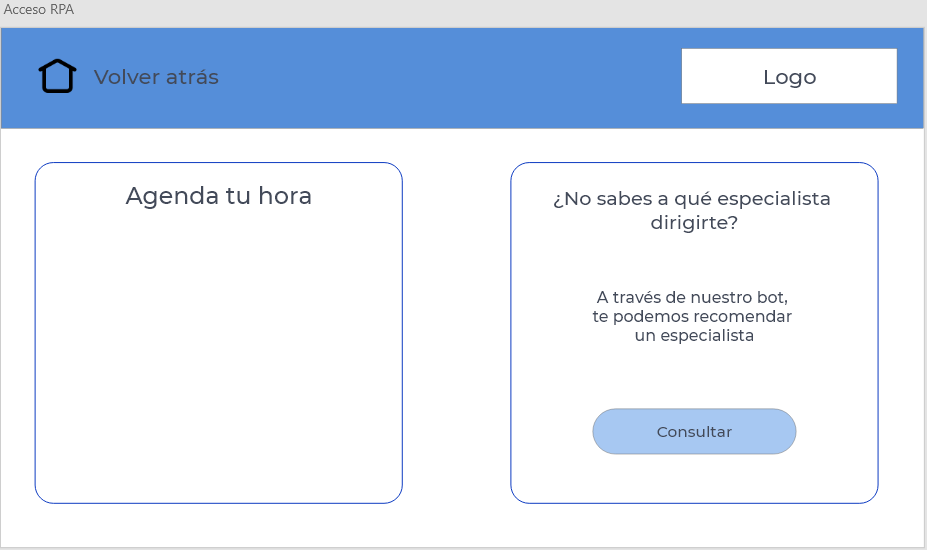 Acceso RPA
Volver atrás
Logo
Agenda tu hora
¿No sabes a qué especialista
dirigirte?
A través de nuestro bot,
te podemos recomendar
un especialista
Consultar